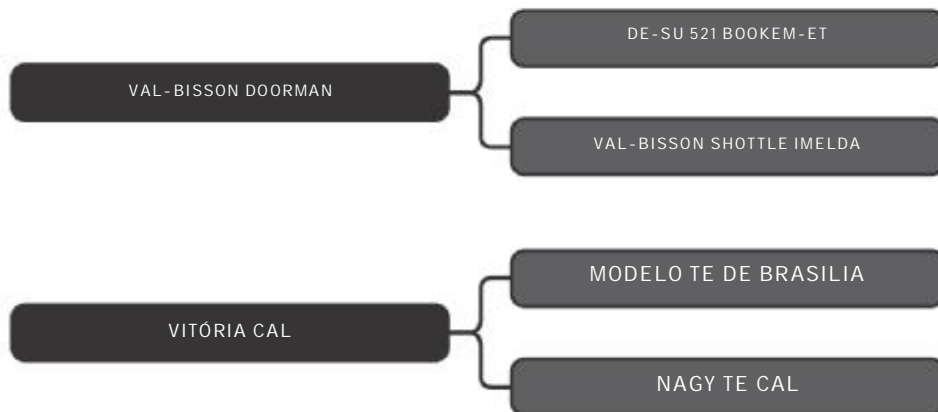 DE-SU 521 BOOKEM-ET
VAL-BISSON DOORMAN
VAL-BISSON SHOTTLE IMELDA
MODELO TE DE BRASILIA
VITÓRIA CAL
NAGY TE CAL